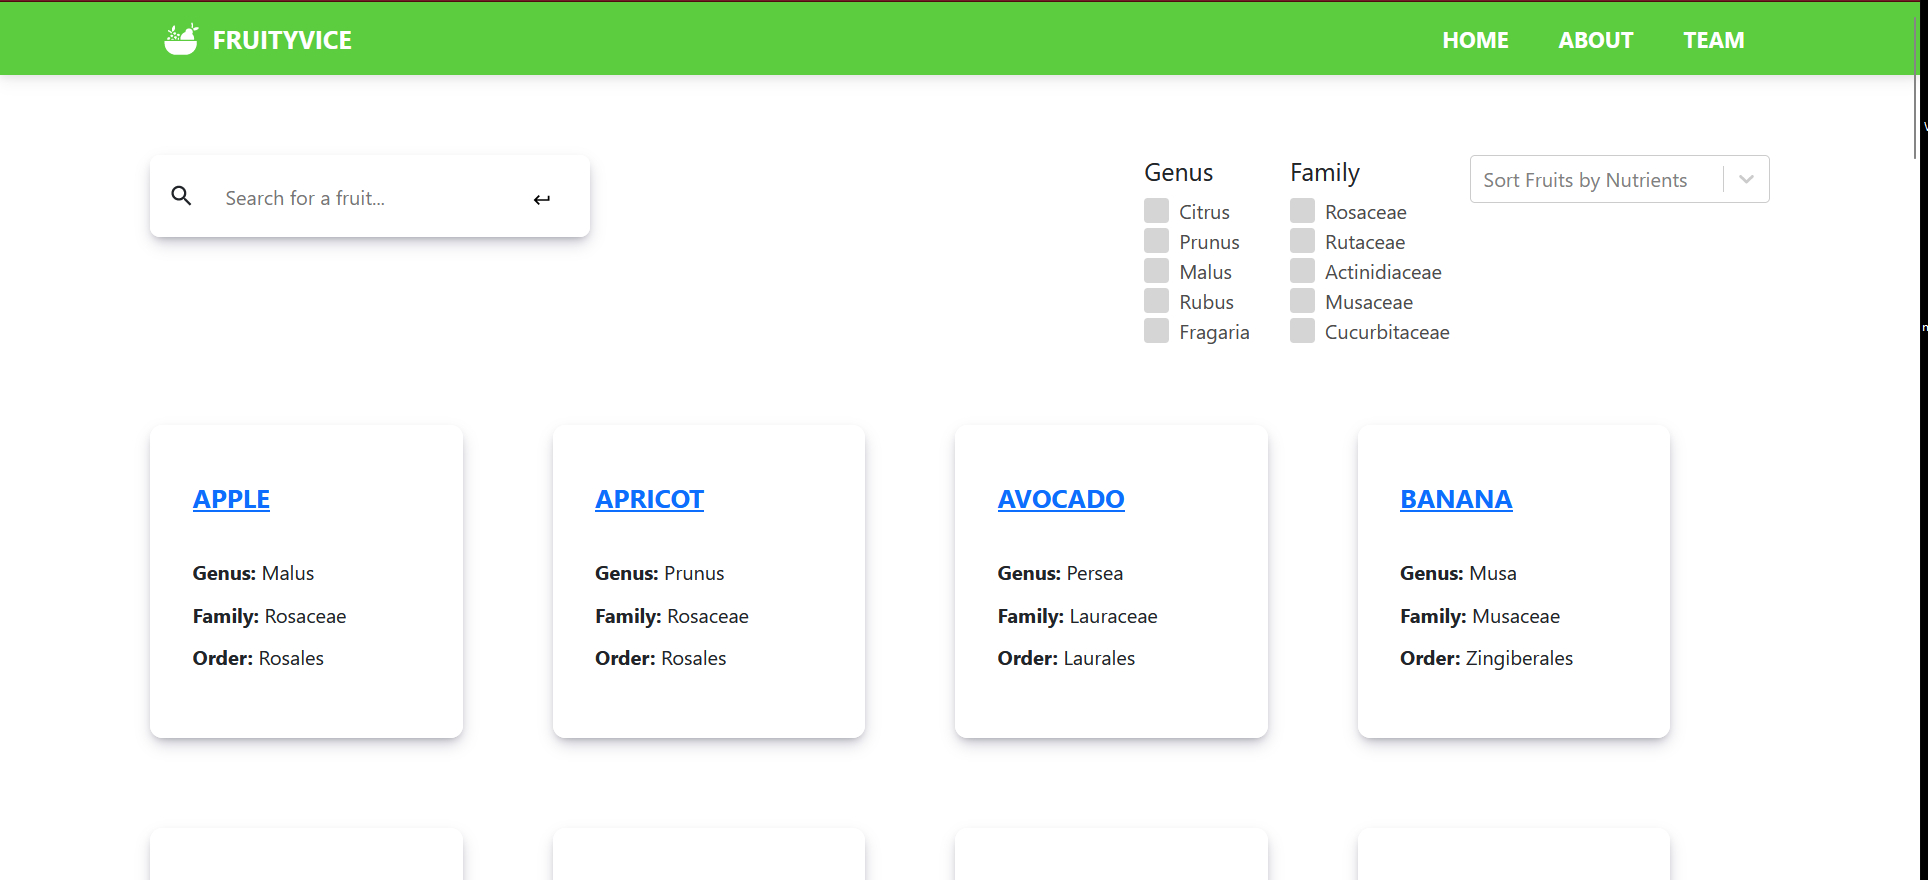 FRUITYVICE
HOME ABOUT TEAM
Search for a fruit...
Genus
Citrus
Prunus
Malus
Rubus
Fragaria
Family
Rosaceae
Rutaceae
Actinidiaceae
Musaceae
Cucurbitaceae
Sort Fruits by Nutrients
APPLE
Genus: Malus
Family: Rosaceae
Order: Rosales
APRICOT
Genus: Prunus
Family: Rosaceae
Order: Rosales
AVOCADO
Genus: Persea
Family: Lauraceae
Order: Laurales
BANANA
Genus: Musa
Family: Musaceae
Order: Zingiberales